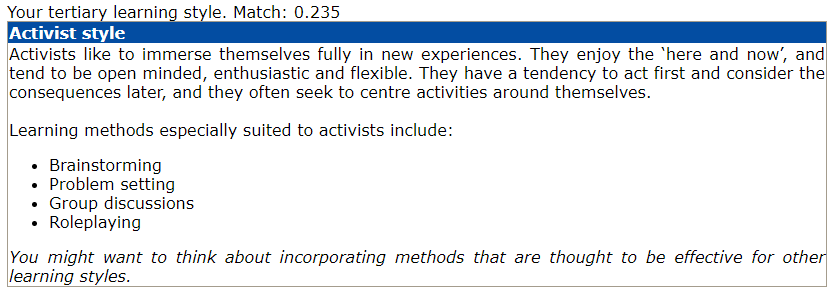 Your tertiary learning style. Match: 0.235
Activist style
Activists like to immerse themselves fully in new experiences. They enjoy the ‘here and now’, and
tend to be open minded, enthusiastic and flexible. They have a tendency to act first and consider the
consequences later, and they often seek to centre activities around themselves.
Learning methods especially suited to activists include:
• Brainstorming
• Problem setting
• Group discussions
• Roleplaying
You might want to think about incorporating methods that are thought to be effective for other
learning styles.